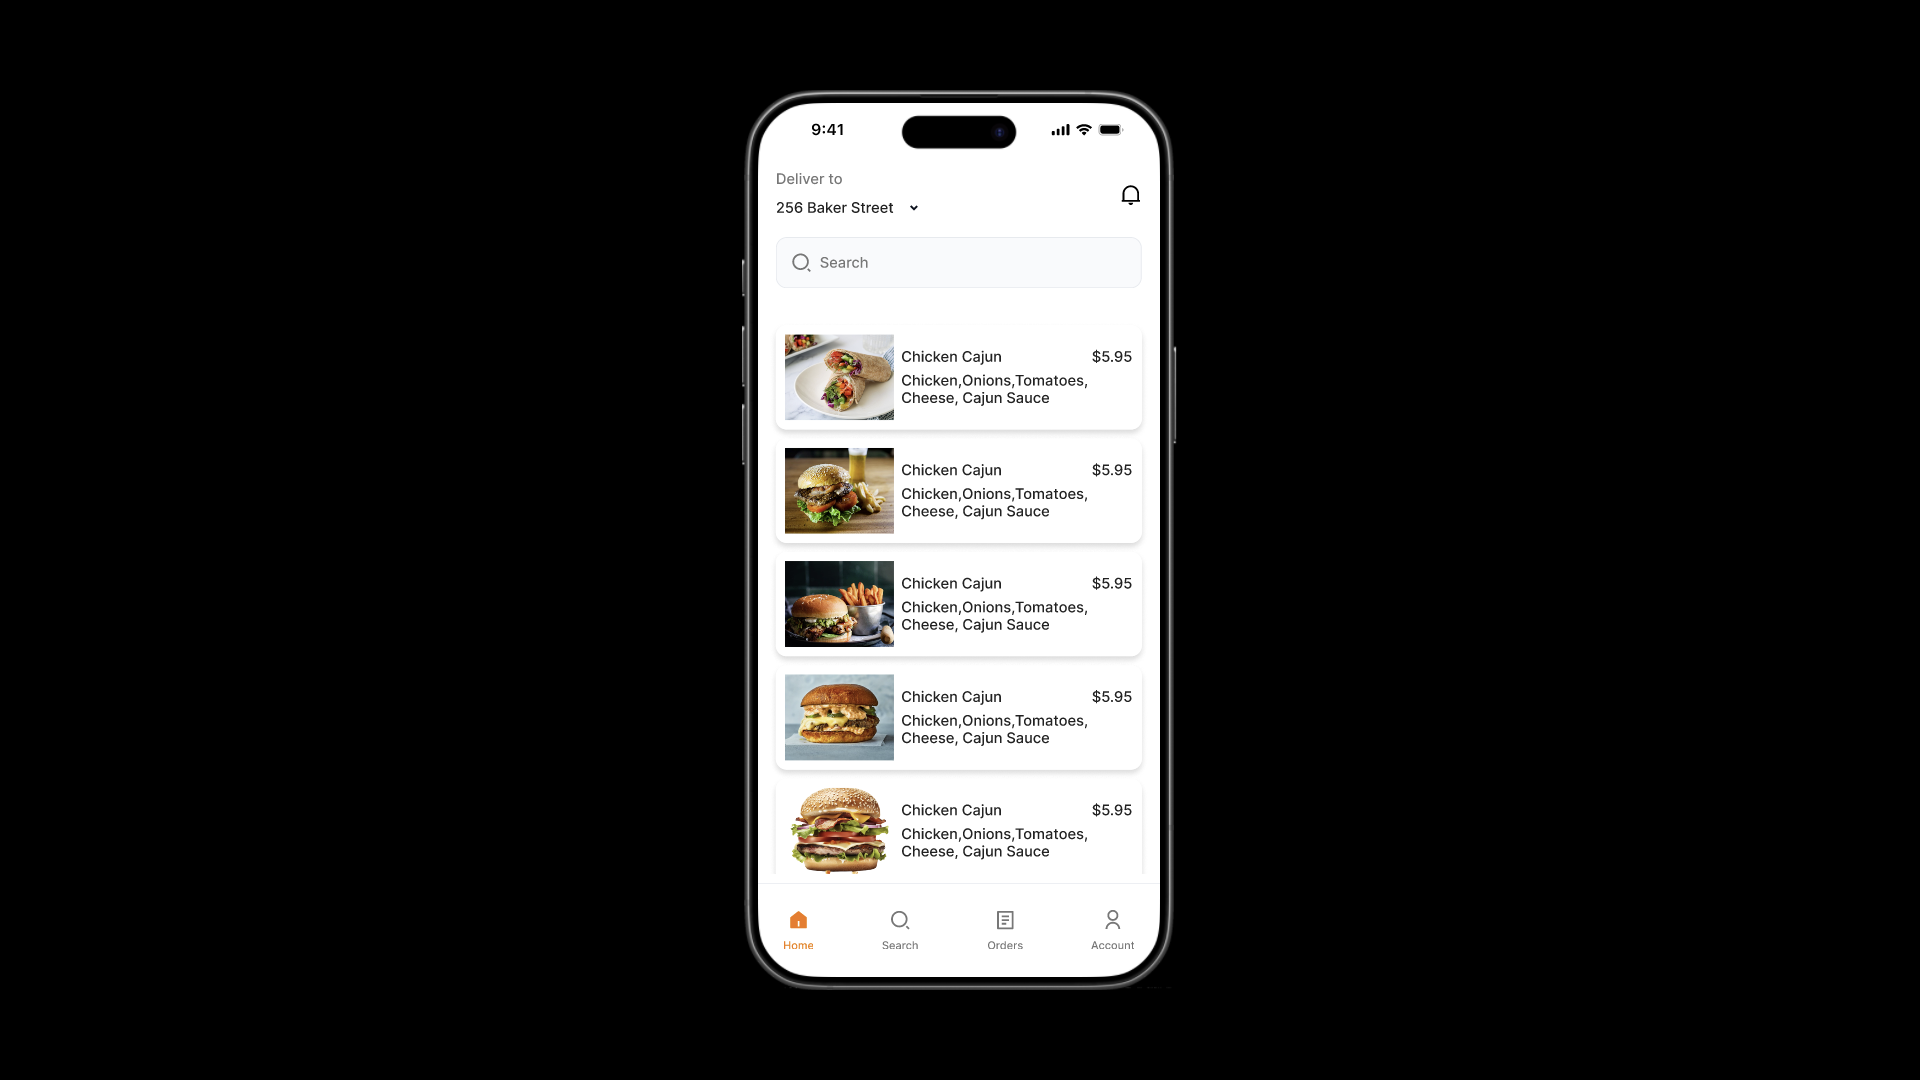 9:41
Deliver to
256 Baker Street
Search
Chicken Cajun $5.95
Chicken,Onions,Tomatoes,
Cheese, Cajun Sauce
Chicken Cajun $5.95
Chicken,Onions,Tomatoes,
Cheese, Cajun Sauce
Chicken Cajun $5.95
Chicken,Onions,Tomatoes,
Cheese, Cajun Sauce
Chicken Cajun $5.95
Chicken,Onions,Tomatoes,
Cheese, Cajun Sauce
Chicken Cajun $5.95
Chicken,Onions,Tomatoes,
Cheese, Cajun Sauce
Home Search Orders Account